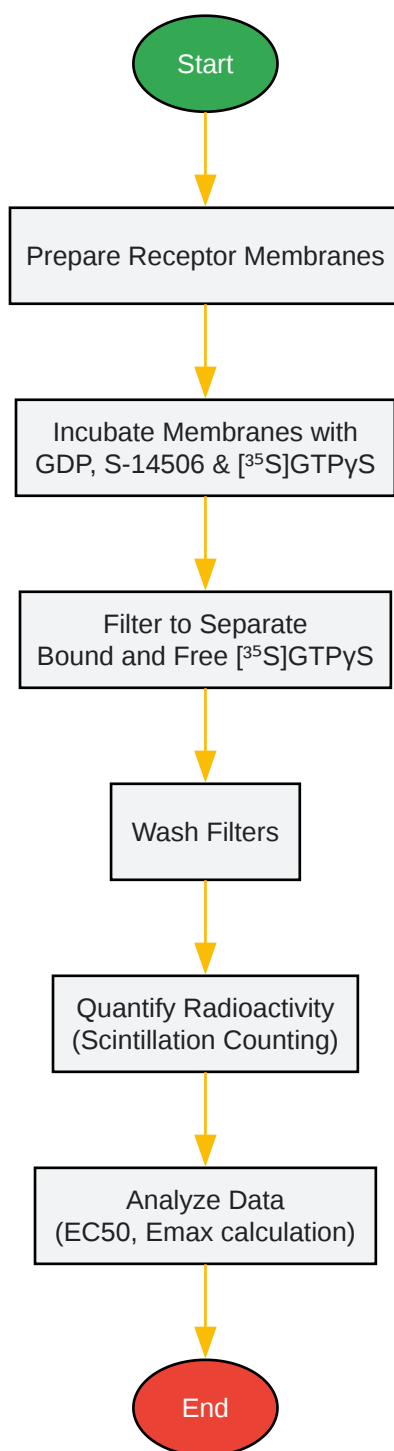 Start
Prepare Receptor Membranes
Incubate Membranes with
GDP, S-14506 & [³⁵S]GTPγS
Filter to Separate
Bound and Free [³⁵S]GTPγS
Wash Filters
Quantify Radioactivity
(Scintillation Counting)
Analyze Data
(EC50, Emax calculation)
End